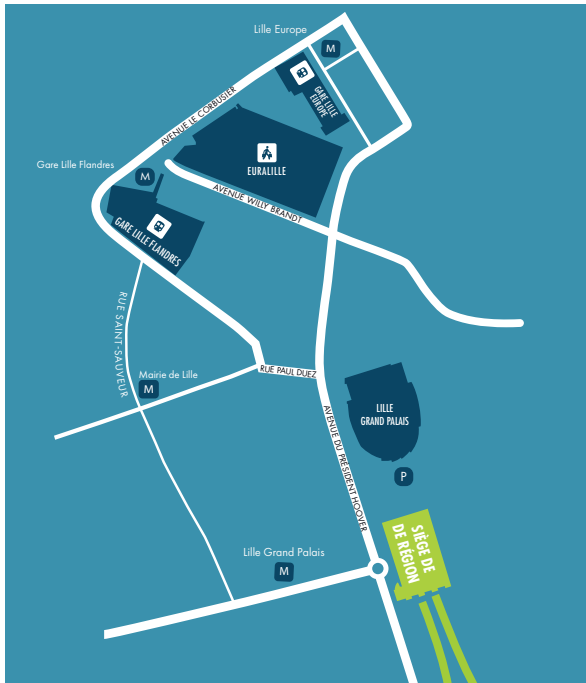 Lille Europe
M
GARE LILLE
EUROPE
AVENUE LE CORBUSIER
EURALILLE
Gare Lille Flandres
M
AVENUE WILLY BRANDT
GARE LILLE FLANDRES
RUE SAINT-SAUVEUR
Mairie de Lille
M
RUE PAUL DUEZ
LILLE
GRAND PALAIS
AVENUE DU PRÉSIDENT HOOVER
P
SIÈGE DE
DE RÉGION
Lille Grand Palais
M